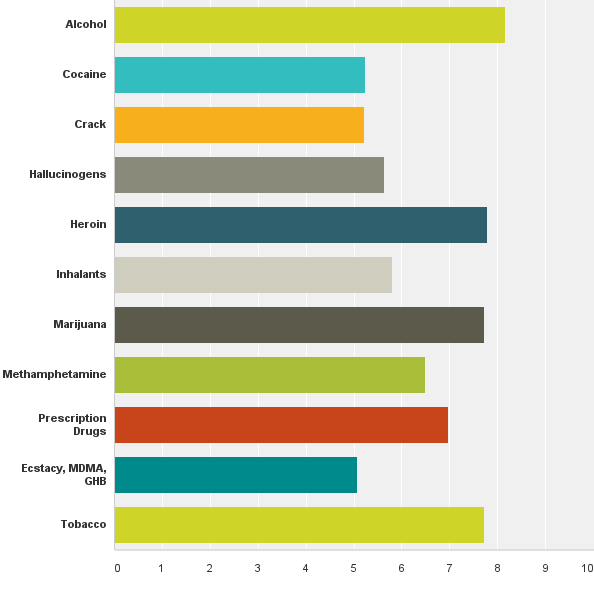 Alcohol
Cocaine
Crack
Hallucinogens
Heroin
Inhalants
Marijuana
Methamphetamine
Prescription
Drugs
Ecstacy, MDMA,
GHB
Tobacco
0 1 2 3 4 5 6 7 8 9 10